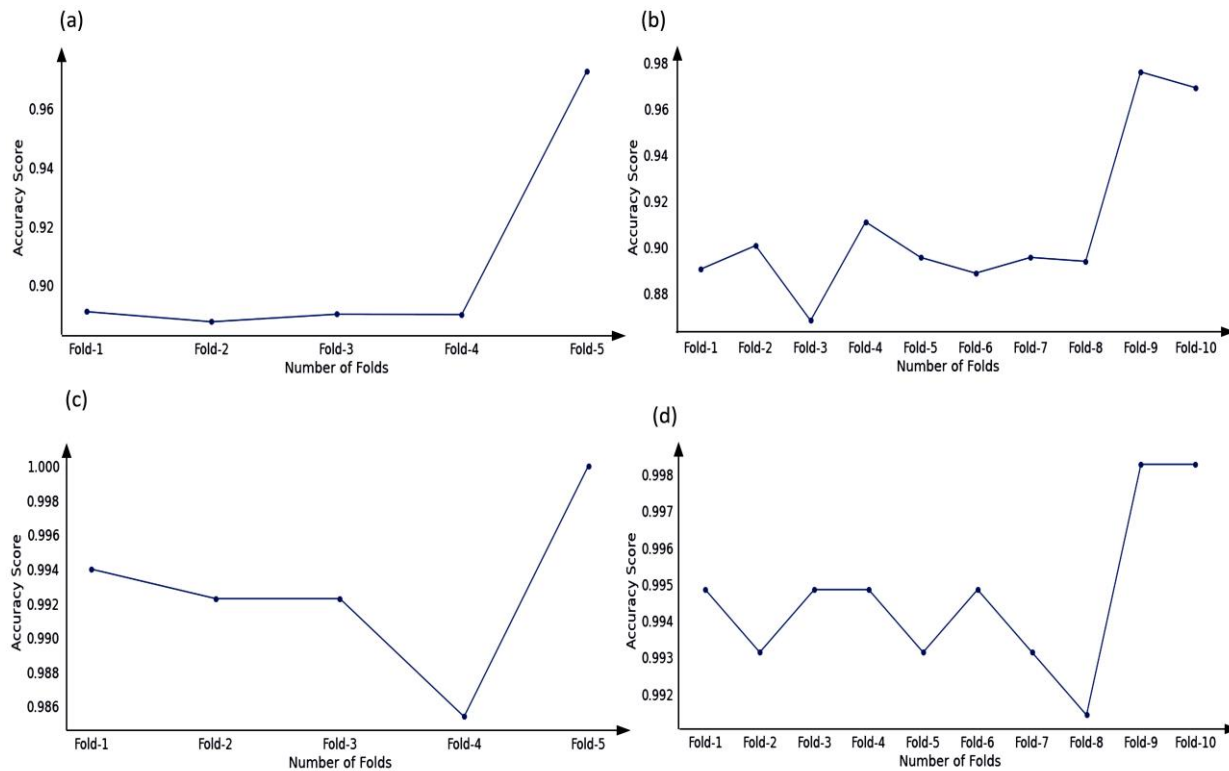 (a)
0.96
0.94
0.92
0.90
Accuracy Score
Fold-1 Fold-2 Fold-3 Fold-4 Fold-5
Number of Folds
(b)
0.98
0.96
0.94
0.92
0.90
0.88
Accuracy Score
Fold-1 Fold-2 Fold-3 Fold-4 Fold-5 Fold-6 Fold-7 Fold-8 Fold-9 Fold-10
Number of Folds
(c)
1.000
0.998
0.996
0.994
0.992
0.990
0.988
0.986
Accuracy Score
Fold-1 Fold-2 Fold-3 Fold-4 Fold-5
Number of Folds
(d)
0.998
0.997
0.996
0.995
0.994
0.993
0.992
Accuracy Score
Fold-1 Fold-2 Fold-3 Fold-4 Fold-5 Fold-6 Fold-7 Fold-8 Fold-9 Fold-10
Number of Folds